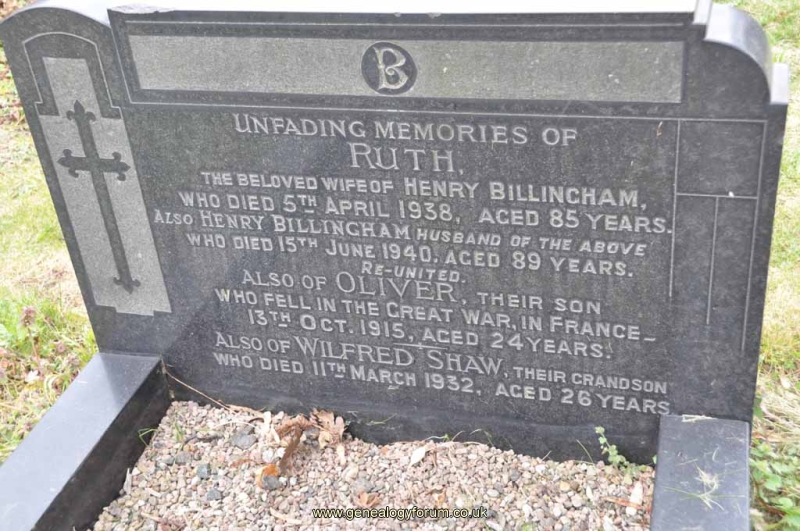 B
UNFADING MEMORIES OF
RUTH,
THE BELOVED WIFE OF HENRY BILLINGHAM,
WHO DIED 5TH APRIL 1938, AGED 85 YEARS.
ALSO HENRY BILLINGHAM HUSBAND OF THE ABOVE
WHO DIED 15TH JUNE 1940. AGED 89 YEARS.
RE-UNITED.
ALSO OF OLIVER, THEIR SON
WHO FELL IN THE GREAT WAR, IN FRANCE–
13TH OCT. 1915, AGED 24 YEARS.
ALSO OF WILFRED SHAW, THEIR GRANDSON
WHO DIED 11TH MARCH 1932, AGED 26 YEARS
www.genealogyforum.co.uk